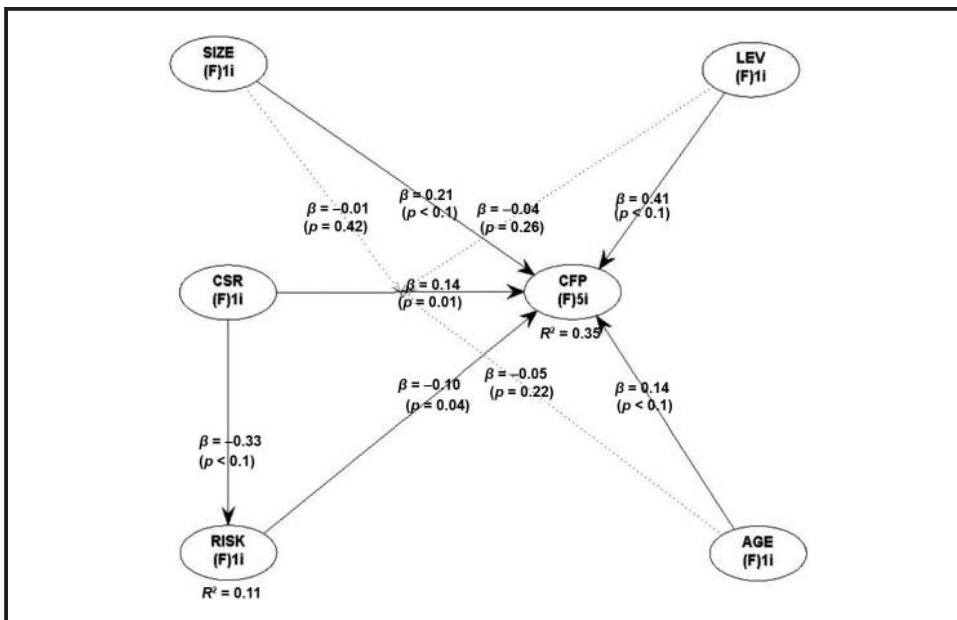 SIZE
(F)1i
LEV
(F)1i
β = –0.01
(p = 0.42)
β = 0.21
(p < 0.1)
β = –0.04
(p = 0.26)
β = 0.41
(p < 0.1)
CSR
(F)1i
β = 0.14
(p = 0.01)
CFP
(F)5i
R² = 0.35
β = –0.10
(p = 0.04)
β = –0.05
(p = 0.22)
β = 0.14
(p < 0.1)
β = –0.33
(p < 0.1)
RISK
(F)1i
R² = 0.11
AGE
(F)1i